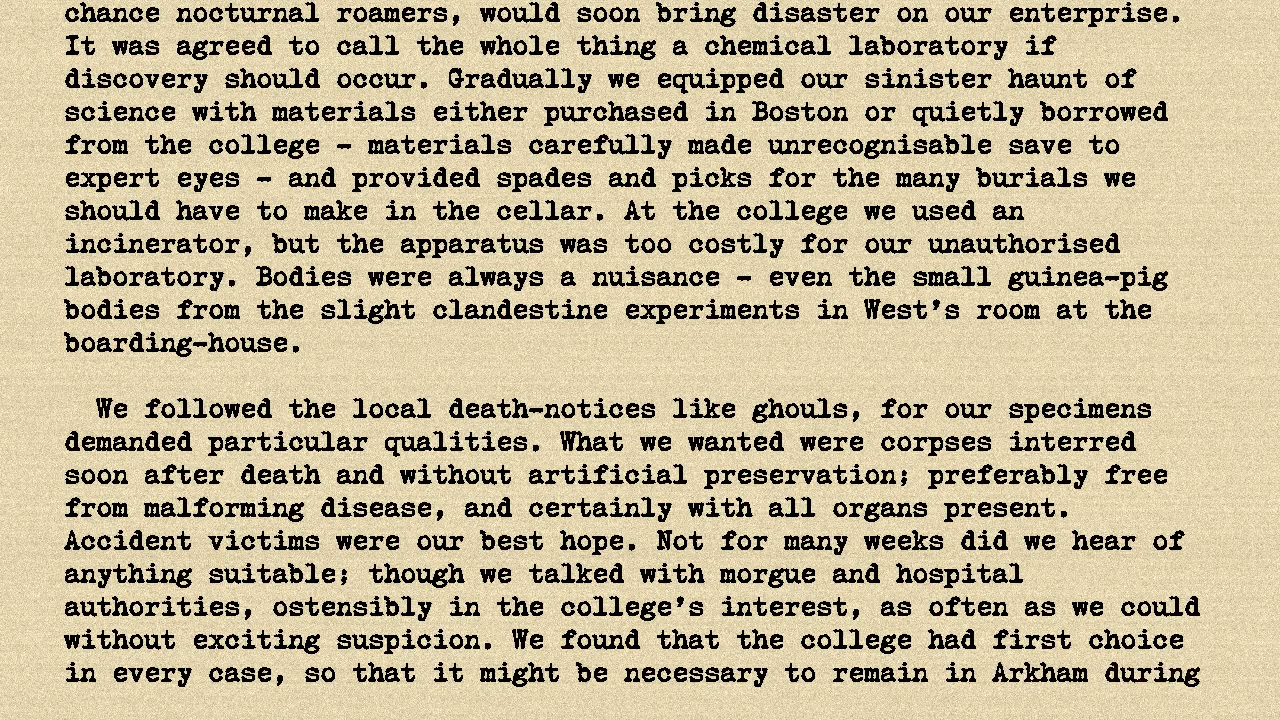 chance nocturnal roamers, would soon bring disaster on our enterprise.
It was agreed to call the whole thing a chemical laboratory if
discovery should occur. Gradually we equipped our sinister haunt of
science with materials either purchased in Boston or quietly borrowed
from the college – materials carefully made unrecognisable save to
expert eyes – and provided spades and picks for the many burials we
should have to make in the cellar. At the college we used an
incinerator, but the apparatus was too costly for our unauthorised
laboratory. Bodies were always a nuisance – even the small guinea-pig
bodies from the slight clandestine experiments in West's room at the
boarding-house.

We followed the local death-notices like ghouls, for our specimens
demanded particular qualities. What we wanted were corpses interred
soon after death and without artificial preservation; preferably free
from malforming disease, and certainly with all organs present.
Accident victims were our best hope. Not for many weeks did we hear of
anything suitable; though we talked with morgue and hospital
authorities, ostensibly in the college's interest, as often as we could
without exciting suspicion. We found that the college had first choice
in every case, so that it might be necessary to remain in Arkham during